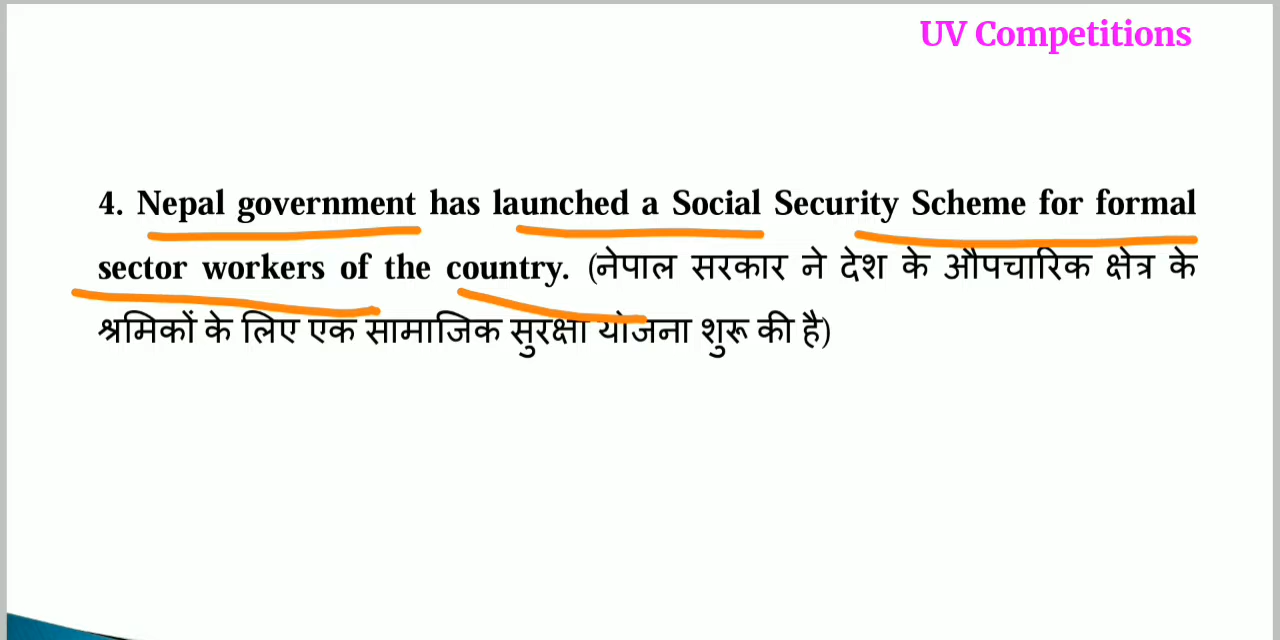 UV Competitions
4. Nepal government has launched a Social Security Scheme for formal
sector workers of the country. (नेपाल सरकार ने देश के औपचारिक क्षेत्र के
श्रमिकों के लिए एक सामाजिक सुरक्षा योजना शुरू की है)